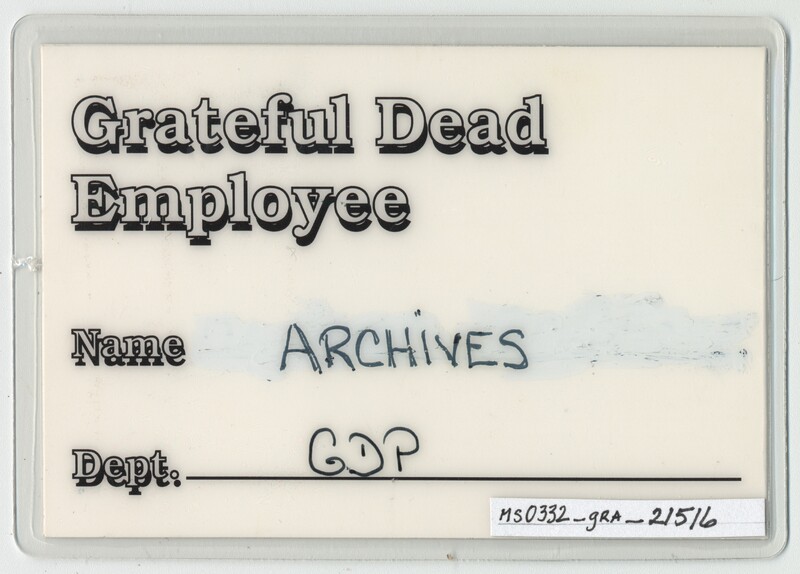 Grateful Dead
Employee
Name ARCHIVES
Dept. GDP
MS0332_gRA_21516